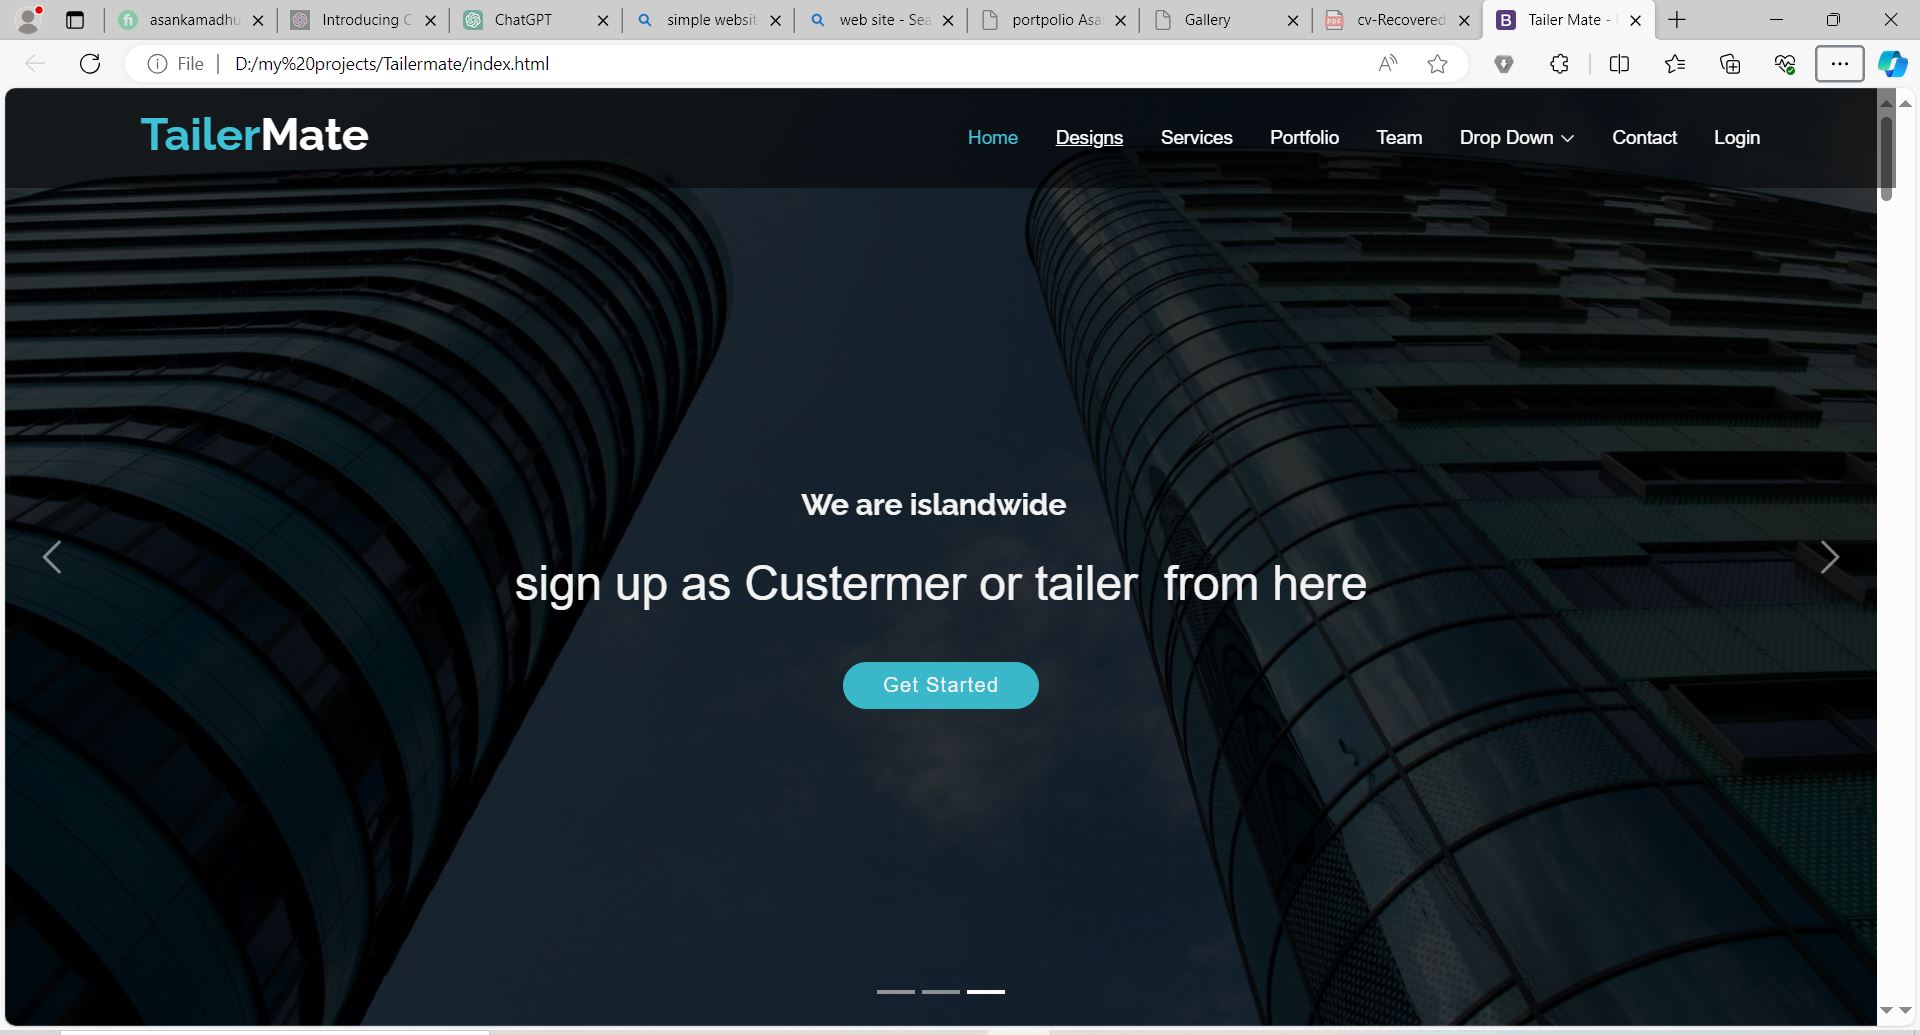 asankamadhu
Introducing C
ChatGPT
simple websit
web site - Sea
portpolio Asa
Gallery
cv-Recovered
Tailer Mate -
File D:/my%20projects/Tailermate/index.html
TailerMate
Home Designs Services Portfolio Team Drop Down Contact Login
We are islandwide
sign up as Custermer or tailer from here
Get Started